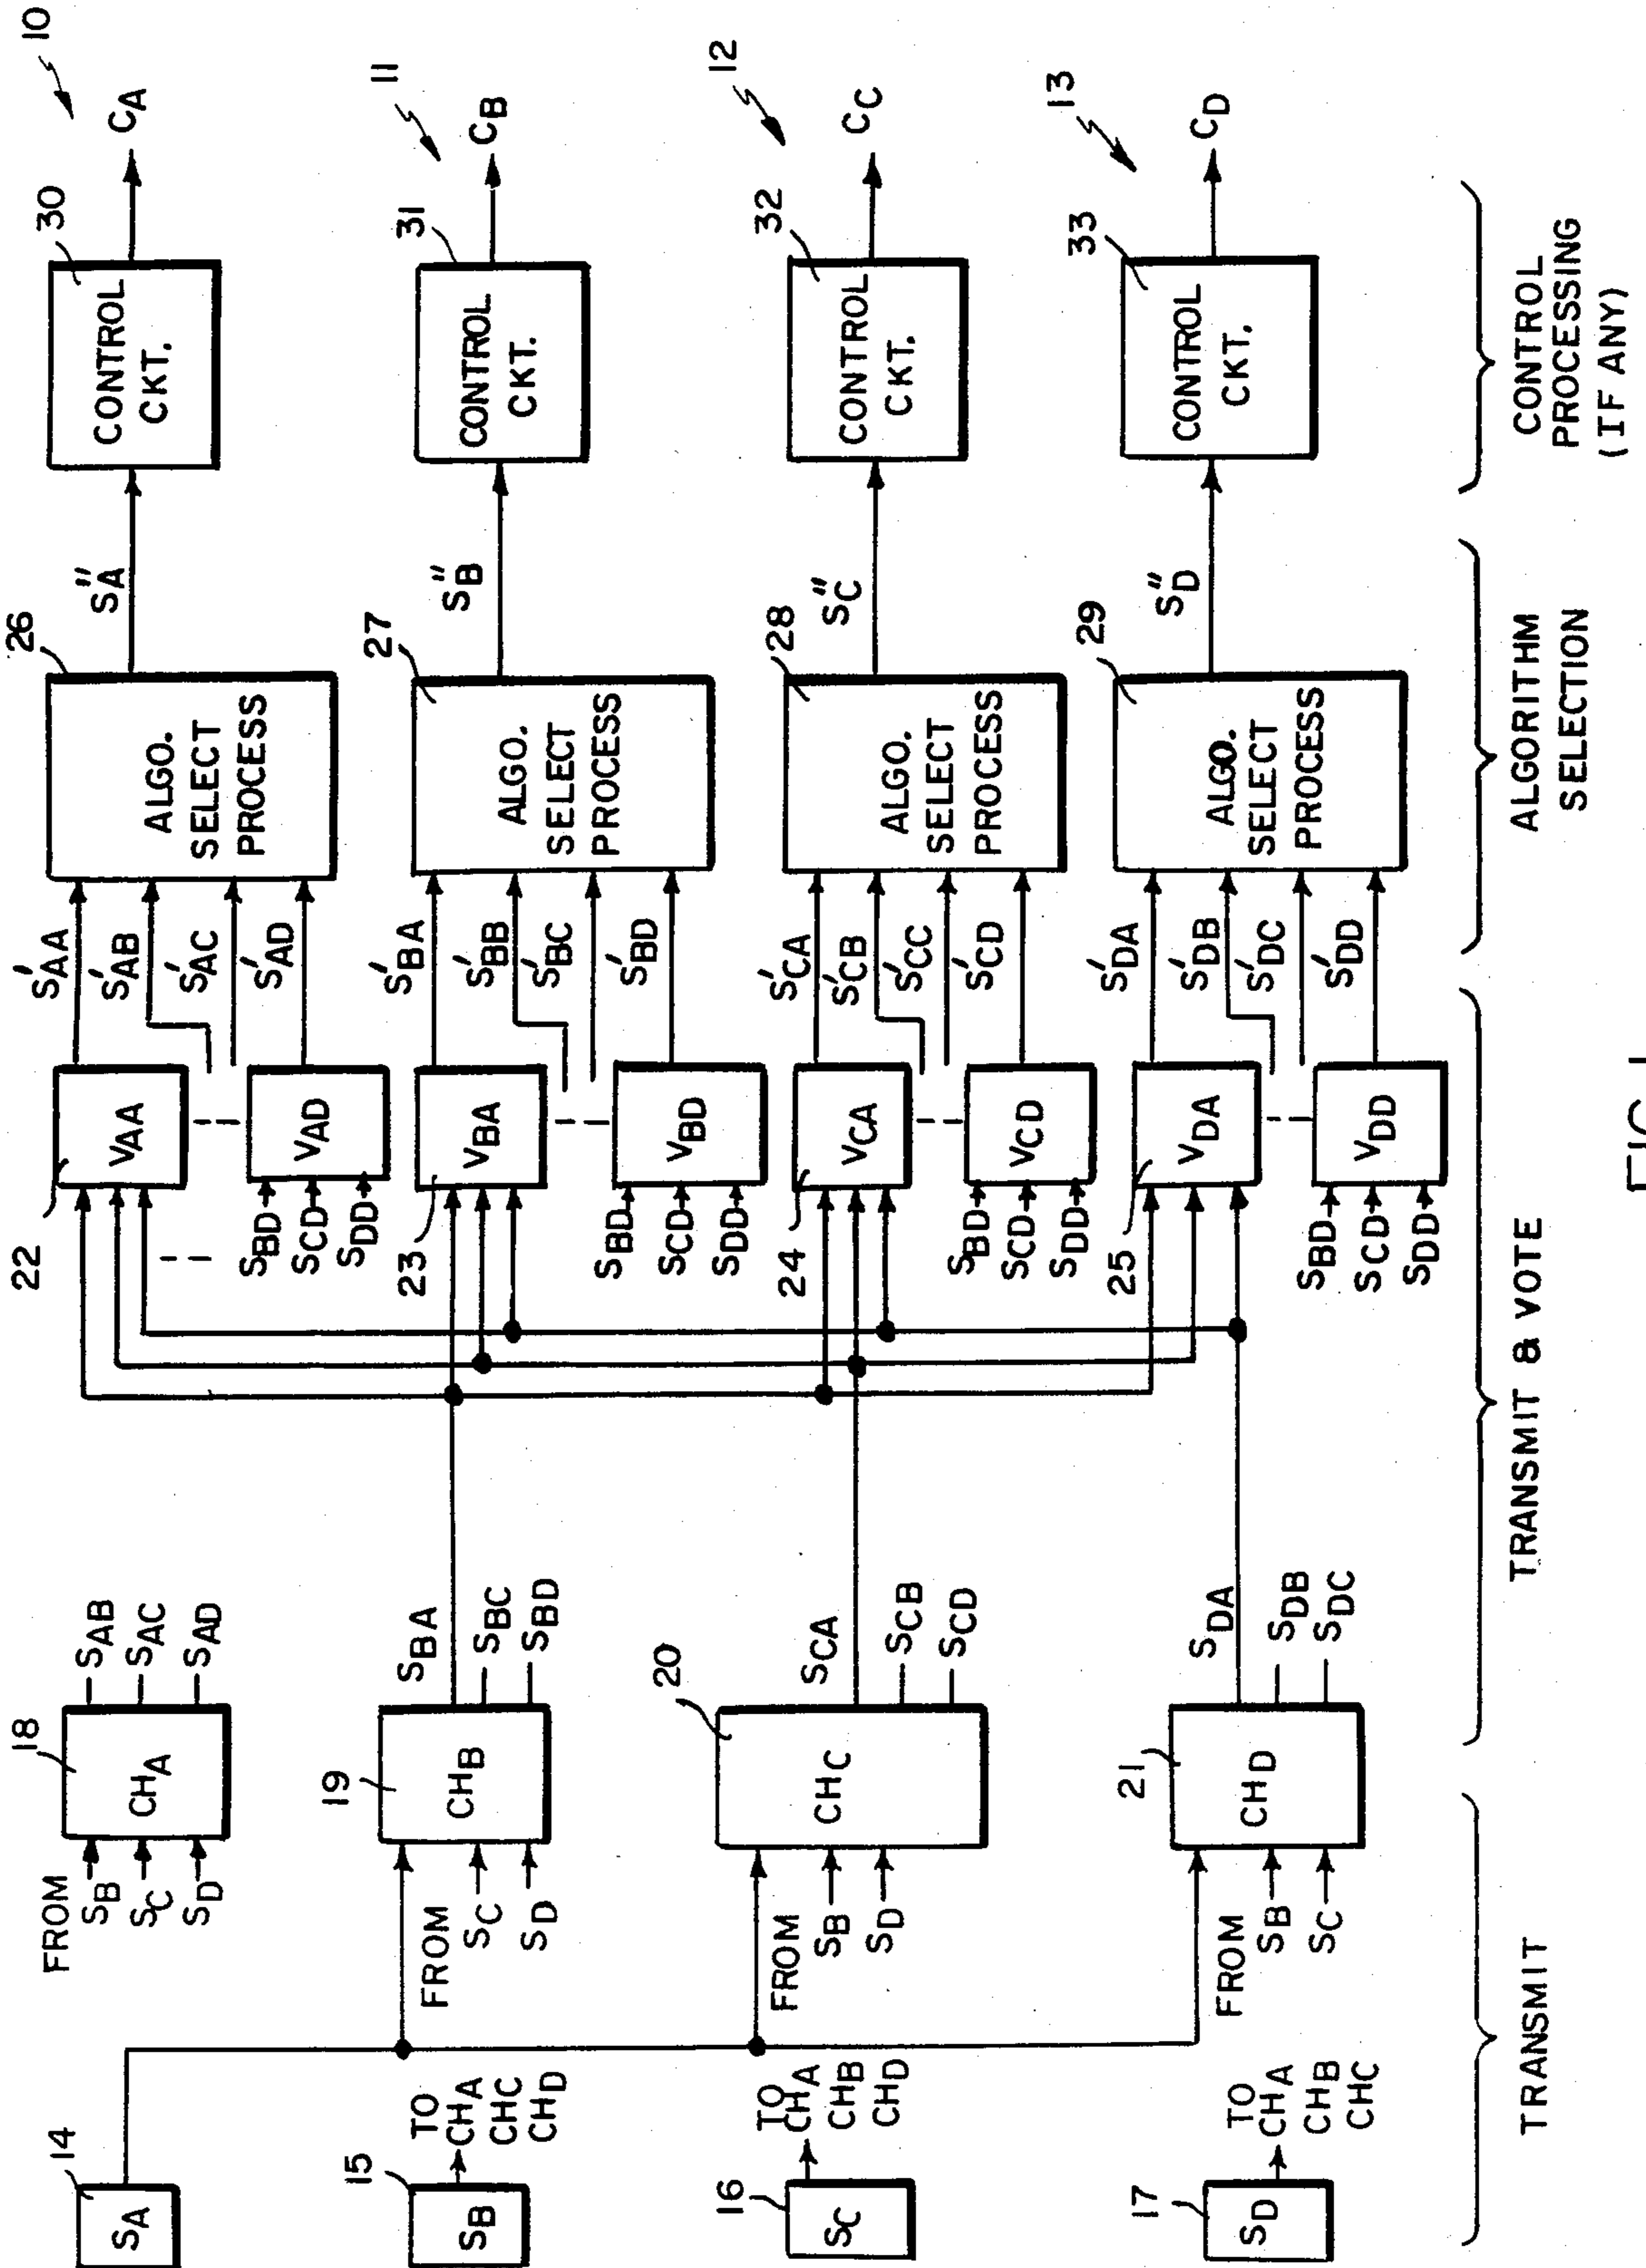 10
11
12
13
14
SA
15
SB
TO
CHA
CHC
CHD
16
SC
TO
CHA
CHB
CHD
17
SD
TO
CHA
CHB
CHC
FROM
SB
SC
SD
18
CHA
SAB
SAC
SAD
FROM
SC
SD
19
CHB
SBA
SBC
SBD
FROM
SB
SD
20
CHC
SCA
SCB
SCD
FROM
SB
SC
21
CHD
SDA
SDB
SDC
22
VAA
SBD
SCD
SDD
VAD
S'AA
S'AB
S'AC
S'AD
26
ALGO.
SELECT
PROCESS
S"A
30
CONTROL
CKT.
CA
23
VBA
SBD
SCD
SDD
VBD
S'BA
S'BB
S'BC
S'BD
27
ALGO.
SELECT
PROCESS
S"B
31
CONTROL
CKT.
CB
24
VCA
SBD
SCD
SDD
VCD
S'CA
S'CB
S'CC
S'CD
28
ALGO.
SELECT
PROCESS
S"C
32
CONTROL
CKT.
CC
25
VDA
SBD
SCD
SDD
VDD
S'DA
S'DB
S'DC
S'DD
29
ALGO.
SELECT
PROCESS
S"D
33
CONTROL
CKT.
CD
TRANSMIT
TRANSMIT & VOTE
ALGORITHM
SELECTION
CONTROL
PROCESSING
(IF ANY)